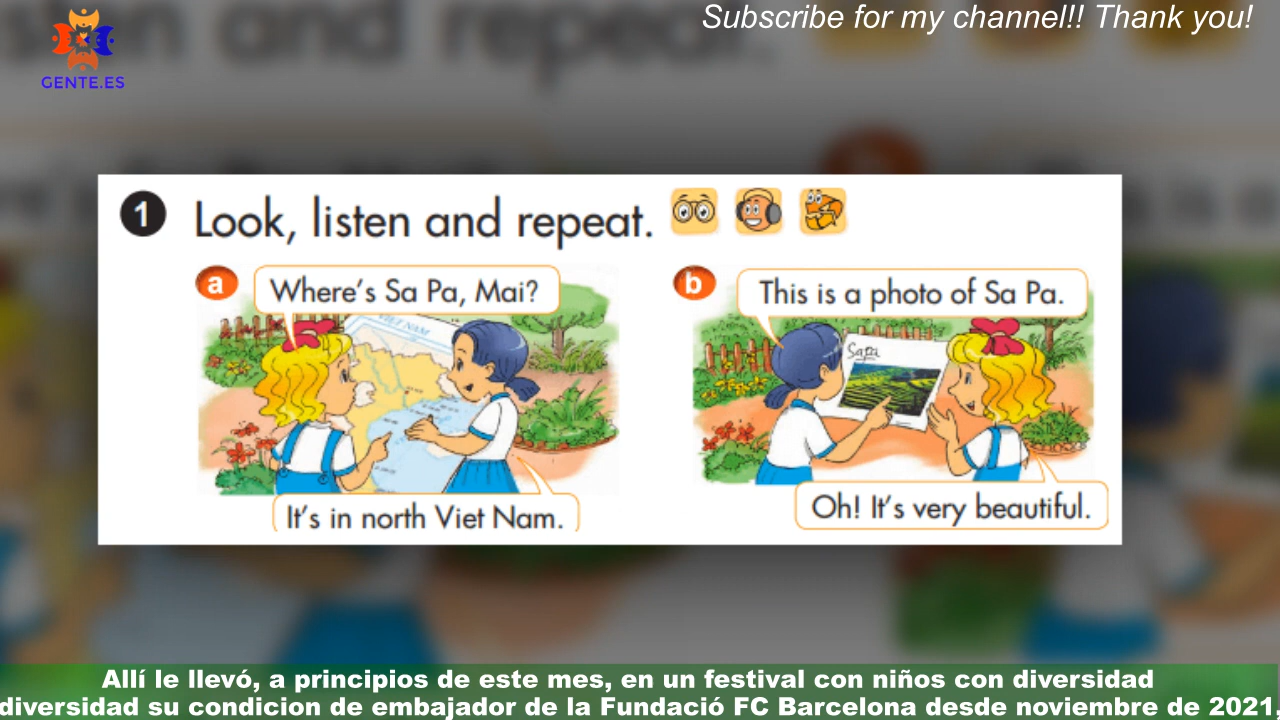 Subscribe for my channel!! Thank you!
GENTE.ES
1 Look, listen and repeat.
a Where's Sa Pa, Mai?
VIET NAM
It's in north Viet Nam.
b This is a photo of Sa Pa.
Sapa
Oh! It's very beautiful.
Allí le llevó, a principios de este mes, en un festival con niños con diversidad
diversidad su condicion de embajador de la Fundació FC Barcelona desde noviembre de 2021.